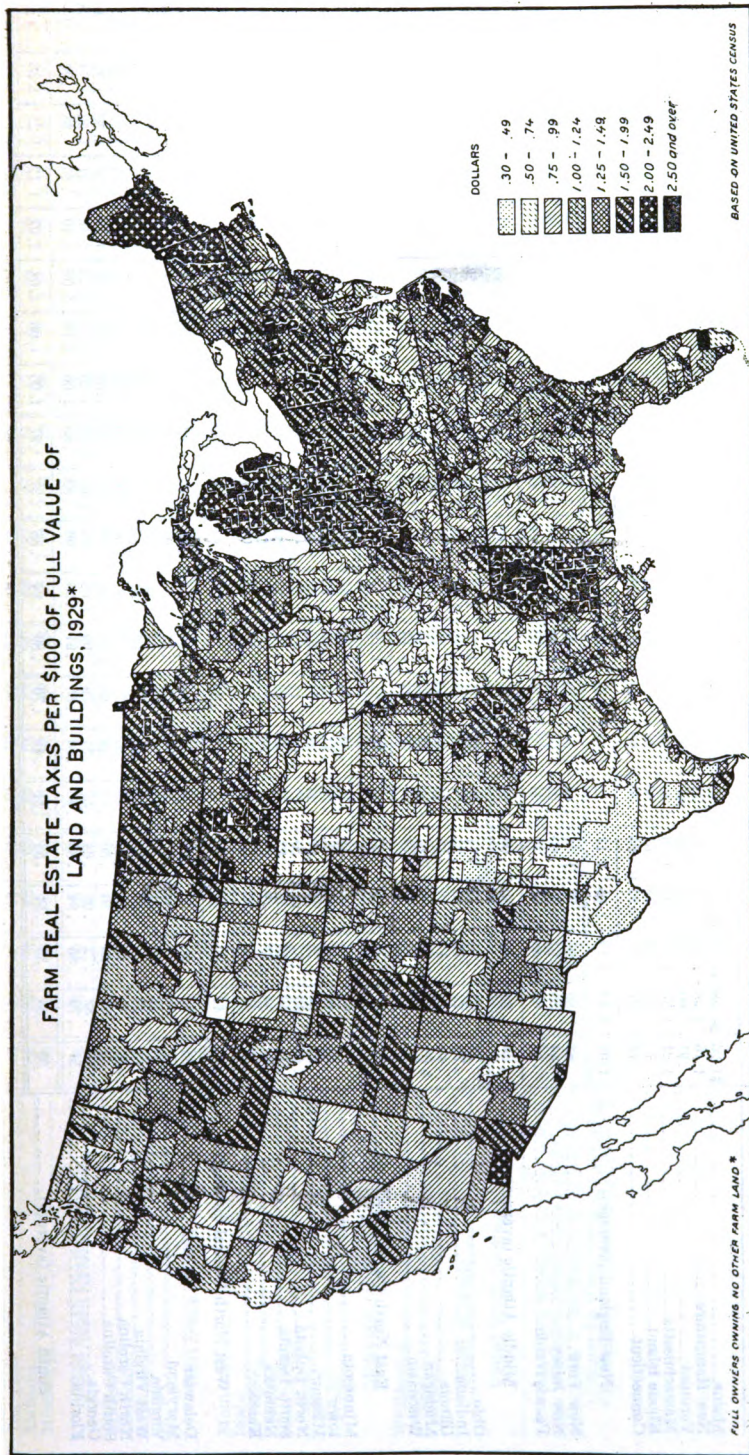 FARM REAL ESTATE TAXES PER $100 OF FULL VALUE OF
LAND AND BUILDINGS, 1929*
DOLLARS
.30 - .49
.50 - .74
.75 - .99
1.00 - 1.24
1.25 - 1.49
1.50 - 1.99
2.00 - 2.49
2.50 and over
FULL OWNERS OWNING NO OTHER FARM LAND*
BASED ON UNITED STATES CENSUS